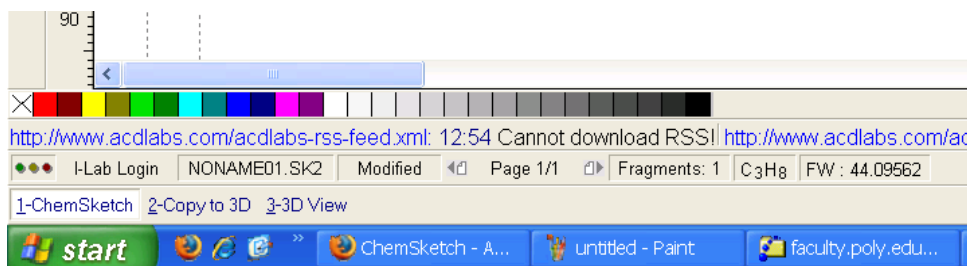 90
http://www.acdlabs.com/acdlabs-rss-feed.xml: 12:54 Cannot download RSS! http://www.acdlabs.com/ac
I-Lab Login NONAME01.SK2 Modified Page 1/1 Fragments: 1 C3H8 FW : 44.09562
1-ChemSketch 2-Copy to 3D 3-3D View
start » ChemSketch - A... untitled - Paint faculty.poly.edu...